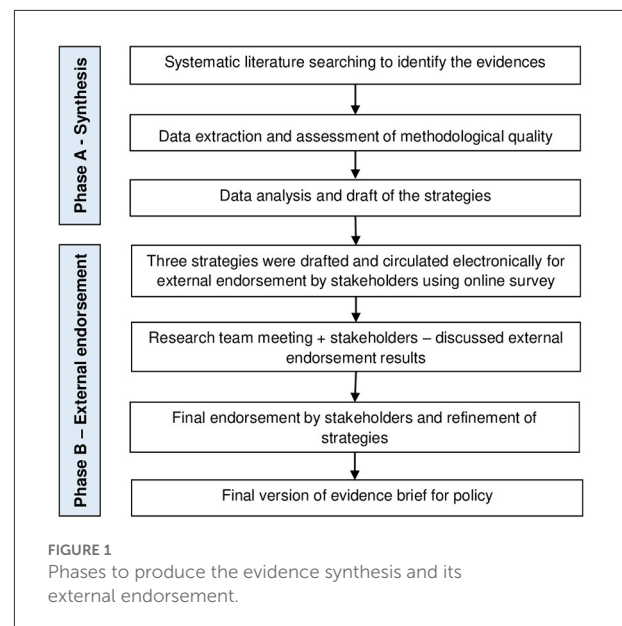 Phase A - Synthesis
Systematic literature searching to identify the evidences
Data extraction and assessment of methodological quality
Data analysis and draft of the strategies
Phase B – External endorsement
Three strategies were drafted and circulated electronically for
external endorsement by stakeholders using online survey
Research team meeting + stakeholders – discussed external
endorsement results
Final endorsement by stakeholders and refinement of
strategies
Final version of evidence brief for policy
FIGURE 1
Phases to produce the evidence synthesis and its
external endorsement.